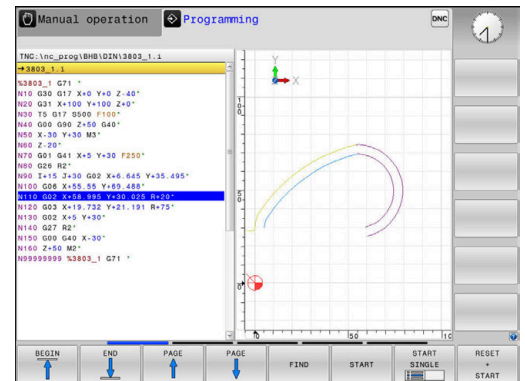 Manual operation
Programming
DNC
TNC:\nc_prog\BHB\DIN\3803_1.i
→3803_1.i
%3803_1 G71 *
N10 G30 G17 X+0 Y+0 Z-40*
N20 G31 X+100 Y+100 Z+0*
N30 T5 G17 S500 F100*
N40 G00 G90 Z+50 G40*
N50 X-30 Y+30 M3*
N60 Z-20*
N70 G01 G41 X+5 Y+30 F250*
N80 G26 R2*
N90 I+15 J+30 G02 X+6.645 Y+35.495*
N100 G06 X+55.55 Y+69.488*
N110 G02 X+58.995 Y+30.025 R+20*
N120 G03 X+19.732 Y+21.191 R+75*
N130 G02 X+5 Y+30*
N140 G27 R2*
N150 G00 G40 X-30*
N160 Z+50 M2*
N99999999 %3803_1 G71 *
Y
X
100
50
0
0
50
10
BEGIN
END
PAGE
PAGE
FIND
START
START
SINGLE
RESET
+
START